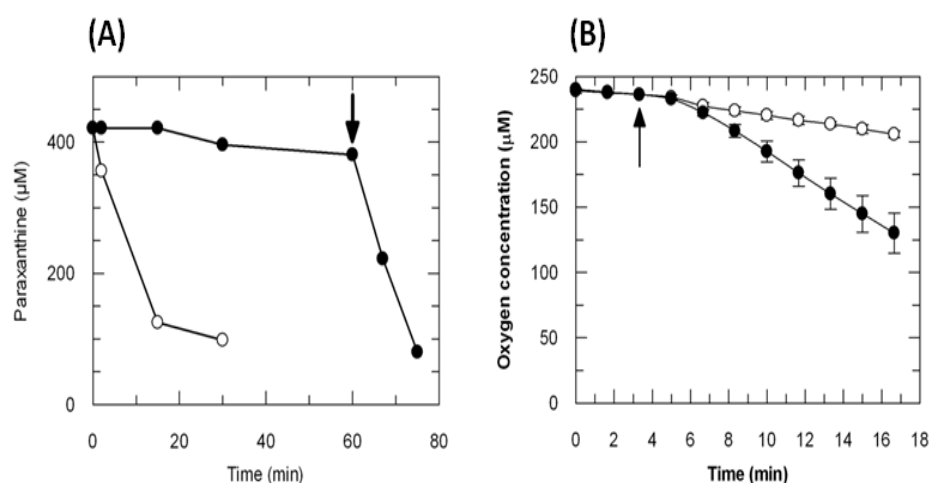 (A)
(B)
Paraxanthine (µM)
400
200
0
0 20 40 60 80
Time (min)
Oxygen concentration (µM)
250
200
150
100
50
0
0 2 4 6 8 10 12 14 16 18
Time (min)